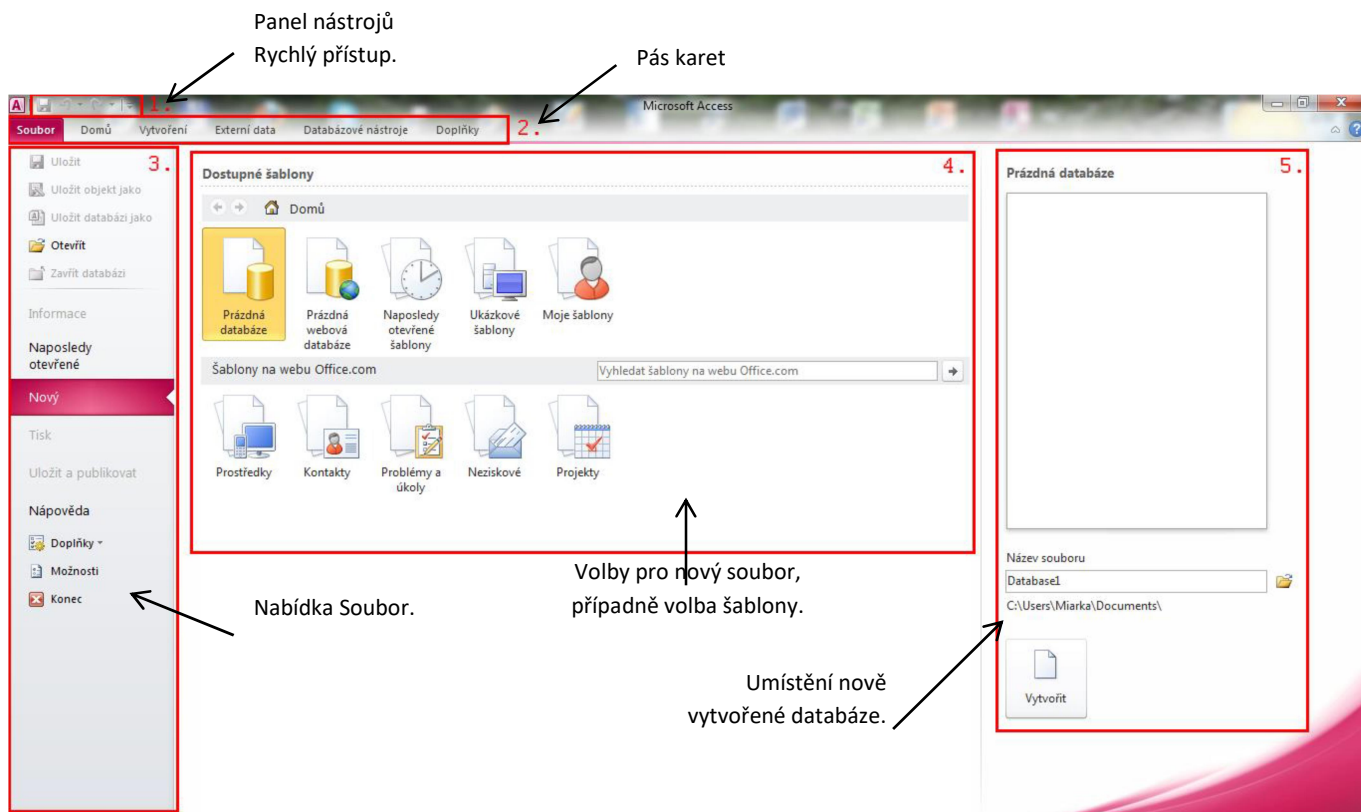 Panel nástrojů
Rychlý přístup.
Pás karet
A
1.
Microsoft Access
Soubor Domů Vytvoření Externí data Databázové nástroje Doplňky
2.
?
3.
Uložit
Uložit objekt jako
Uložit databázi jako
Otevřít
Zavřít databázi
Informace
Naposledy
otevřené
Nový
Tisk
Uložit a publikovat
Nápověda
Doplňky
Možnosti
Konec
Nabídka Soubor.
4.
Dostupné šablony
Domů
Prázdná
databáze
Prázdná
webová
databáze
Naposledy
otevřené
šablony
Ukázkové
šablony
Moje šablony
Šablony na webu Office.com
Vyhledat šablony na webu Office.com
Prostředky
Kontakty
Problémy a
úkoly
Neziskové
Projekty
Volby pro nový soubor,
případně volba šablony.
5.
Prázdná databáze
Název souboru
Database1
C:\Users\Miarka\Documents\
Vytvořit
Umístění nově
vytvořené databáze.